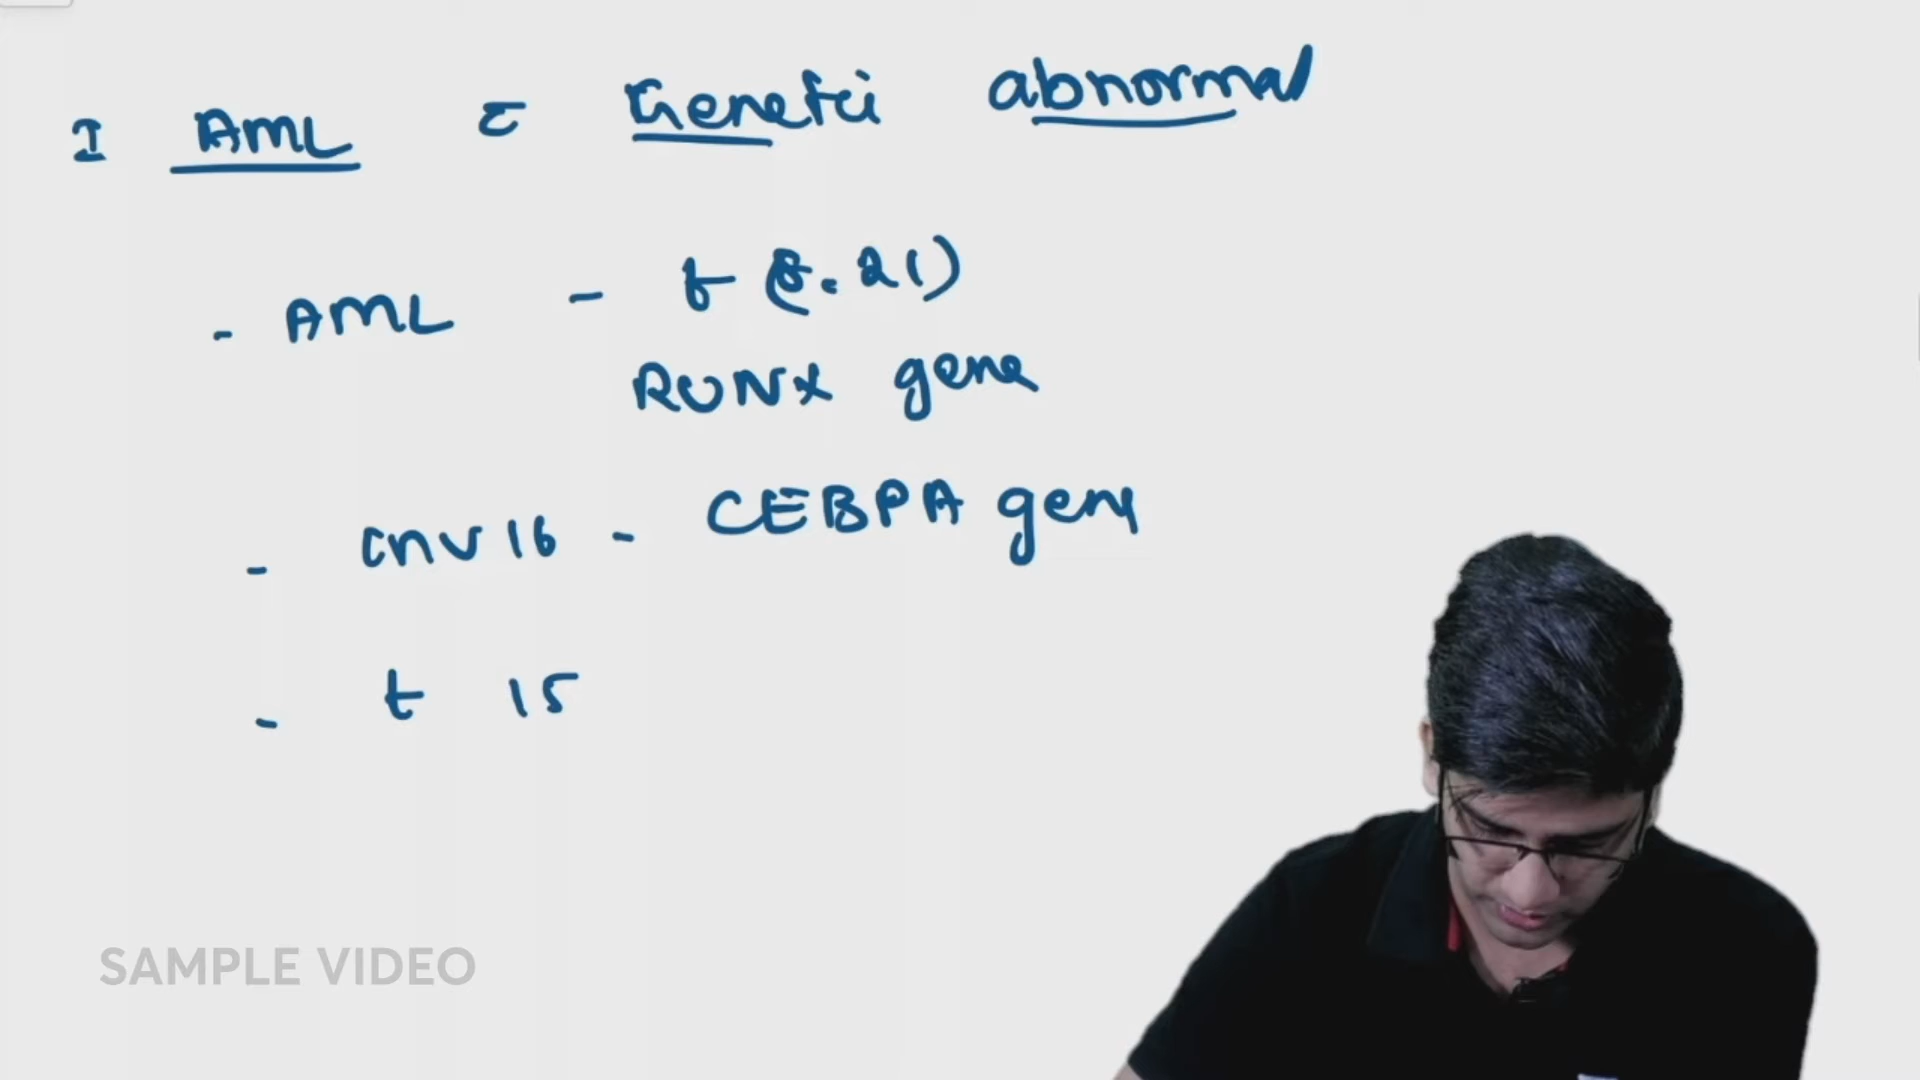 I AML c Genetic abnormal
- AML - t (8.21)
RUNX gene
- inv 16 - CEBPA gene
- t 15
SAMPLE VIDEO